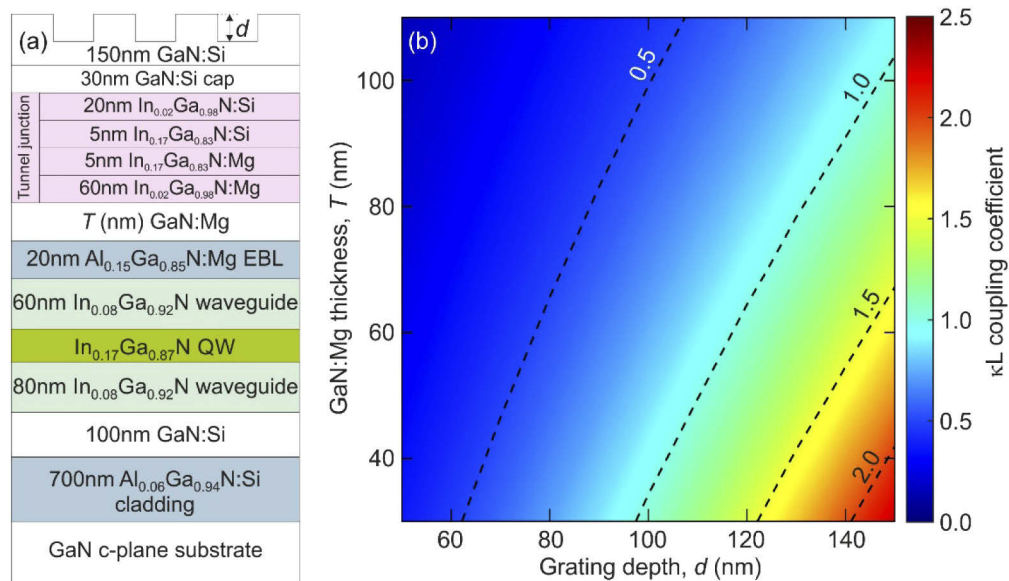 (a)
d
150nm GaN:Si
30nm GaN:Si cap
Tunnel junction
20nm In0.02Ga0.98N:Si
5nm In0.17Ga0.83N:Si
5nm In0.17Ga0.83N:Mg
60nm In0.02Ga0.98N:Mg
T (nm) GaN:Mg
20nm Al0.15Ga0.85N:Mg EBL
60nm In0.08Ga0.92N waveguide
In0.17Ga0.87N QW
80nm In0.08Ga0.92N waveguide
100nm GaN:Si
700nm Al0.06Ga0.94N:Si
cladding
GaN c-plane substrate
(b)
GaN:Mg thickness, T (nm)
100
80
60
40
0.5
1.0
1.5
2.0
60
80
100
120
140
Grating depth, d (nm)
2.5
2.0
1.5
1.0
0.5
0.0
κL coupling coefficient